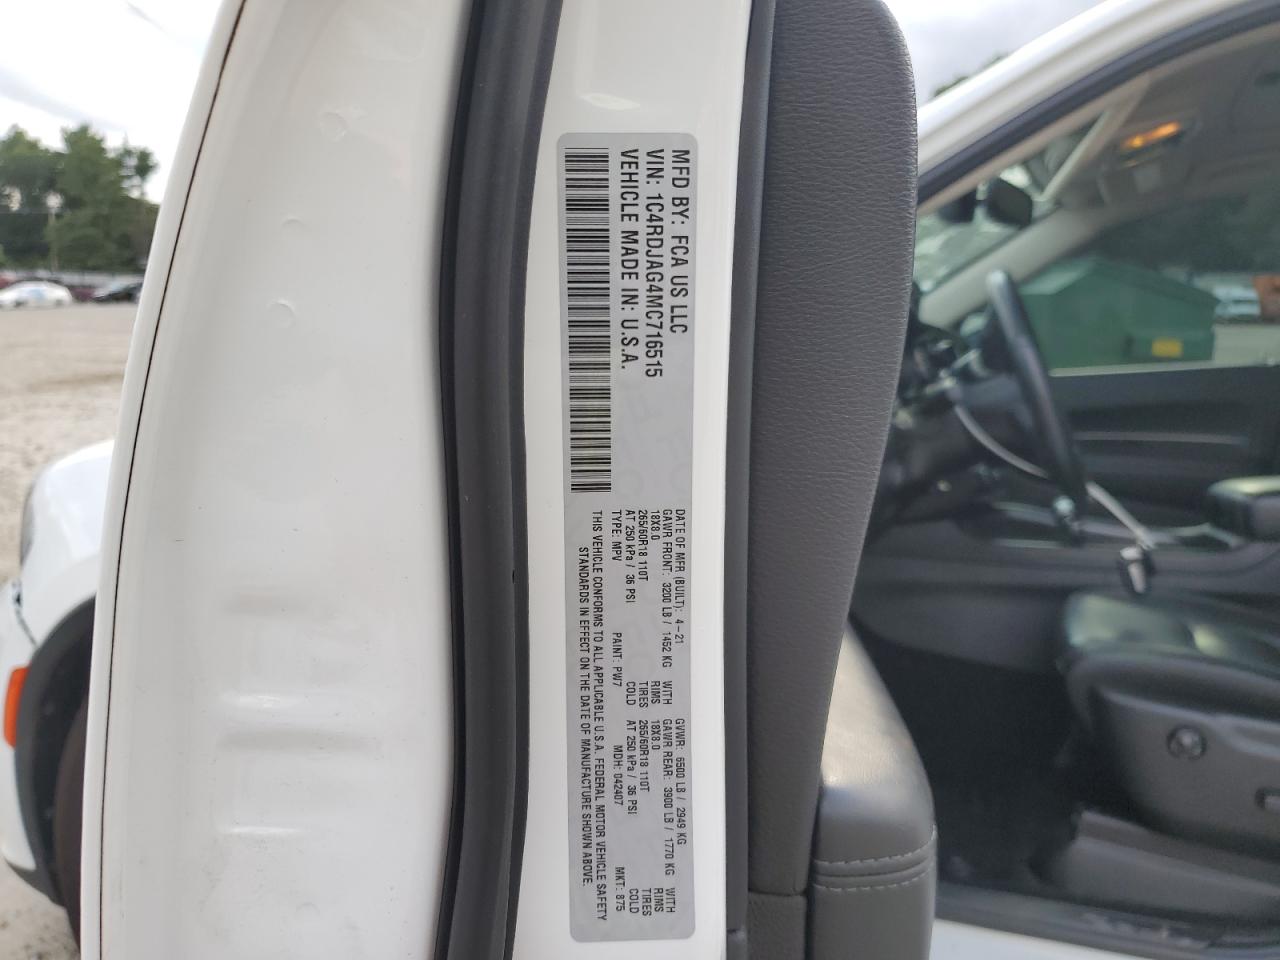 MFD BY: FCA US LLC
VIN: 1C4RDJAG4MC716515
VEHICLE MADE IN: U.S.A.
DATE OF MFR (BUILT): 4-21 GVWR: 6500 LB / 2949 KG
GAWR FRONT: 3200 LB / 1452 KG WITH GAWR REAR: 3900 LB / 1770 KG WITH
18X8.0 RIMS 18X8.0 RIMS
265/60R18 110T TIRES 265/60R18 110T TIRES
AT 250 kPa / 36 PSI COLD AT 250 kPa / 36 PSI COLD
TYPE: MPV PAINT: PW7 MDH: 042407 MKT: 875
THIS VEHICLE CONFORMS TO ALL APPLICABLE U.S.A. FEDERAL MOTOR VEHICLE SAFETY
STANDARDS IN EFFECT ON THE DATE OF MANUFACTURE SHOWN ABOVE.